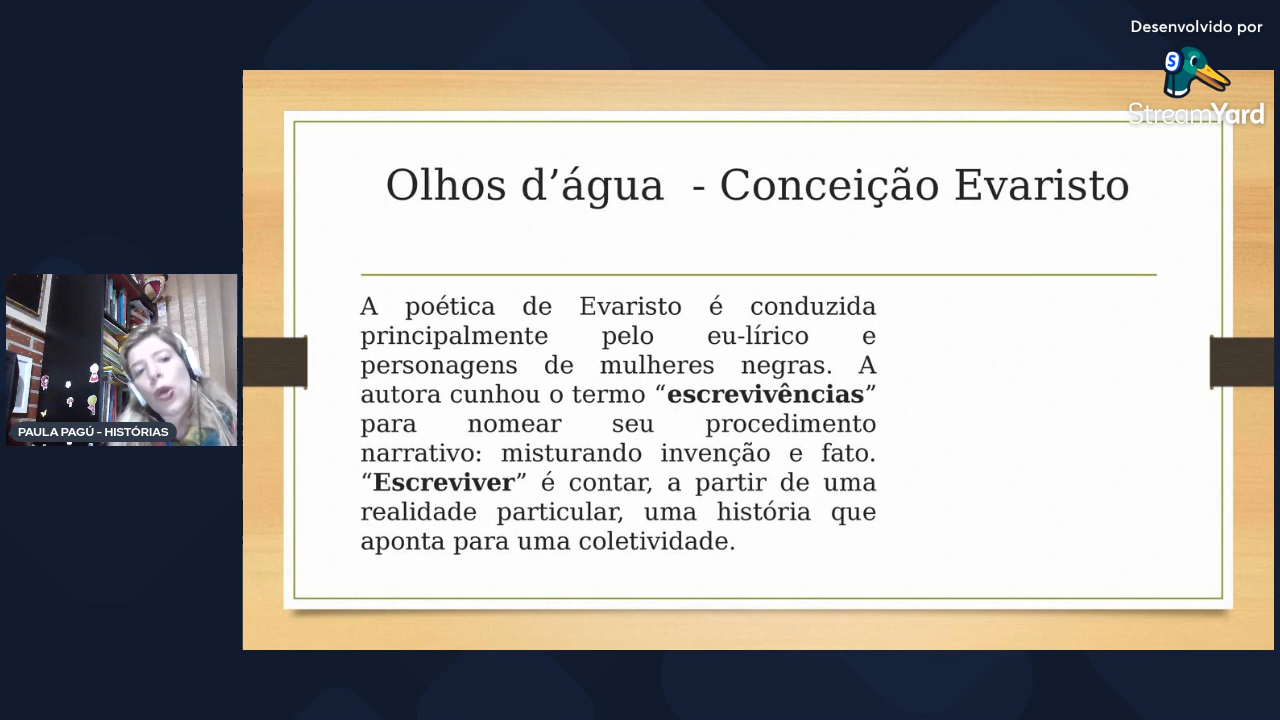 Desenvolvido por
StreamYard
Olhos d’água - Conceição Evaristo
A poética de Evaristo é conduzida
principalmente pelo eu-lírico e
personagens de mulheres negras. A
autora cunhou o termo “escrevivências”
para nomear seu procedimento
narrativo: misturando invenção e fato.
“Escreviver” é contar, a partir de uma
realidade particular, uma história que
aponta para uma coletividade.
PAULA PAGÚ - HISTÓRIAS